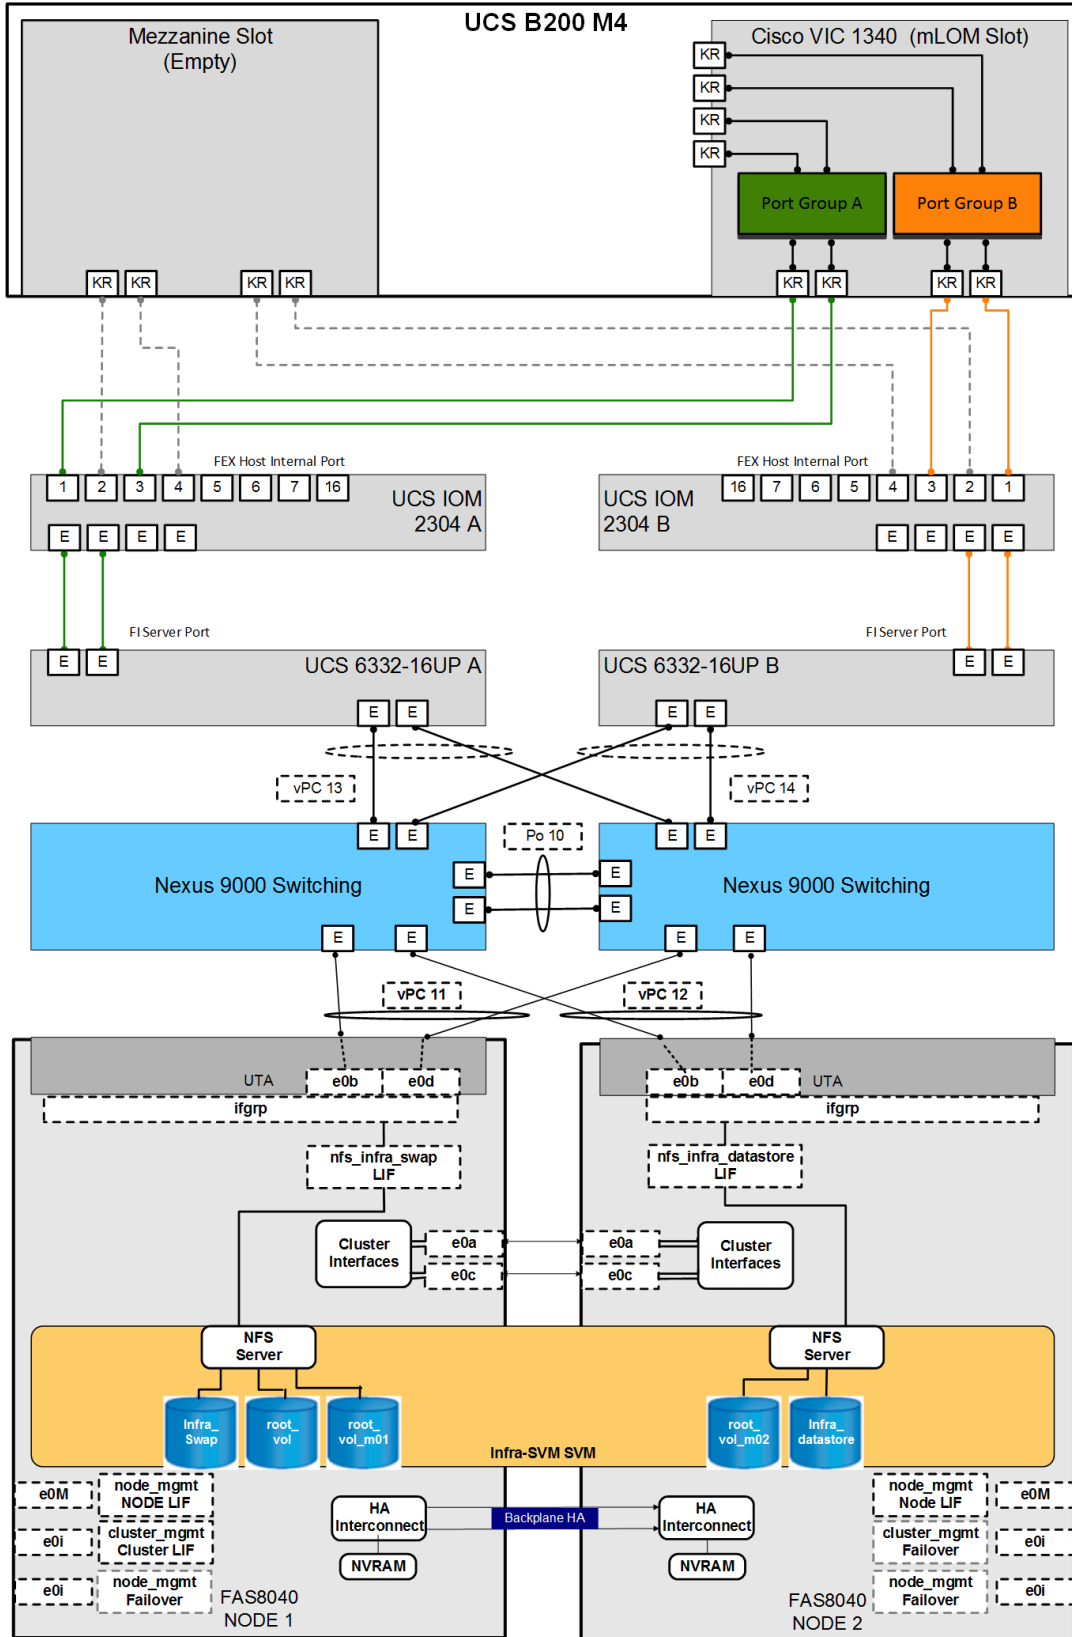 UCS B200 M4
Mezzanine Slot
(Empty)
Cisco VIC 1340 (mLOM Slot)
KR
KR
KR
KR
Port Group A
Port Group B
KR
KR
KR
KR
KR
KR
KR
KR
FEX Host Internal Port
FEX Host Internal Port
1
2
3
4
5
6
7
16
UCS IOM
2304 A
16
7
6
5
4
3
2
1
UCS IOM
2304 B
E
E
E
E
E
E
E
E
FI Server Port
FI Server Port
E
E
UCS 6332-16UP A
UCS 6332-16UP B
E
E
E
E
E
E
vPC 13
vPC 14
E
E
Po 10
E
E
E
E
E
E
Nexus 9000 Switching
Nexus 9000 Switching
E
E
E
E
vPC 11
vPC 12
UTA
e0b
e0d
e0b
e0d
UTA
ifgrp
ifgrp
nfs_infra_swap
LIF
nfs_infra_datastore
LIF
Cluster
Interfaces
e0a
e0c
e0a
e0c
Cluster
Interfaces
NFS
Server
NFS
Server
Infra_
Swap
root_
vol
root_
vol_m01
root_
vol_m02
Infra_
datastore
Infra-SVM SVM
e0M
node_mgmt
NODE LIF
e0i
cluster_mgmt
Cluster LIF
e0i
node_mgmt
Failover
HA
Interconnect
Backplane HA
HA
Interconnect
NVRAM
NVRAM
node_mgmt
Node LIF
e0M
cluster_mgmt
Failover
e0i
node_mgmt
Failover
e0i
FAS8040
NODE 1
FAS8040
NODE 2